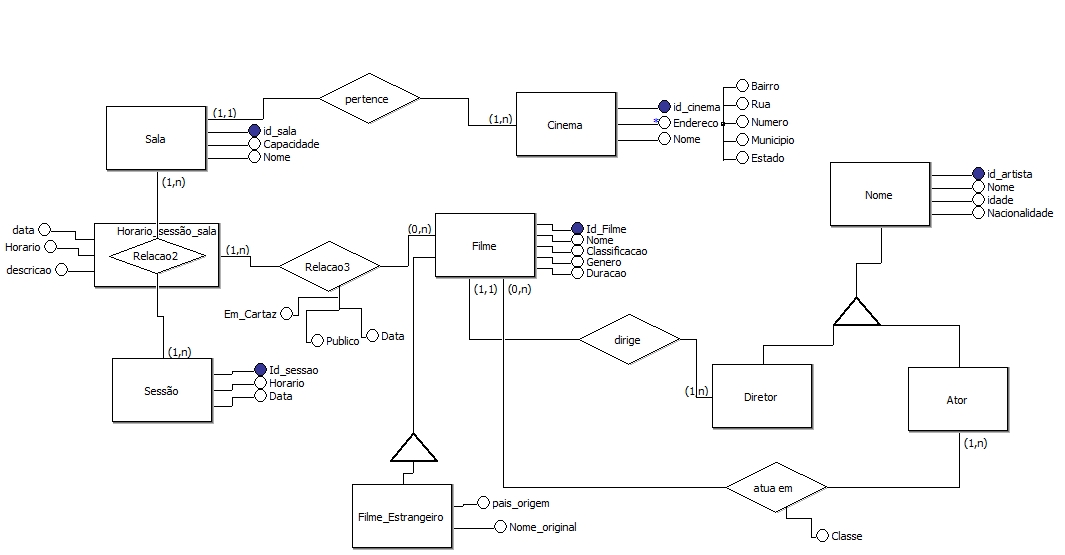 Bairro
(1,1)
pertence
id_cinema
Rua
Sala
id_sala
(1,n)
Cinema
*
Endereco
Numero
Capacidade
Nome
Municipio
Nome
Estado
(1,n)
id_artista
Nome
Nome
idade
Nacionalidade
data
Horario_sessão_sala
(0,n)
Id_Filme
Horario
(1,n)
Filme
Nome
Relacao2
Classificacao
descricao
Relacao3
Genero
Duracao
(1,1)
(0,n)
Em_Cartaz
Publico
Data
dirige
(1,n)
Id_sessao
Sessão
Horario
(1,n)
Diretor
Ator
Data
(1,n)
atua em
Filme_Estrangeiro
pais_origem
Nome_original
Classe